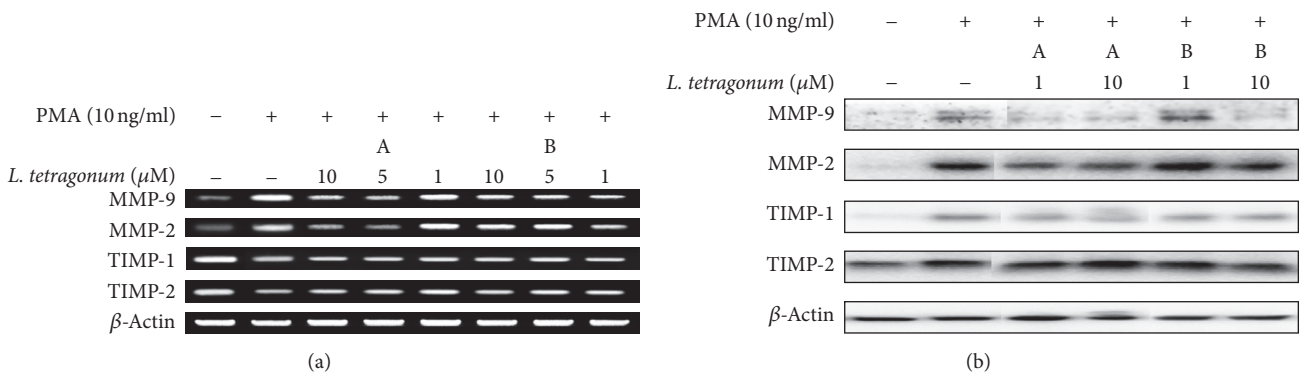 PMA (10 ng/ml) – + + + + + + +
A B
L. tetragonum (μM) – – 10 5 1 10 5 1
MMP-9
MMP-2
TIMP-1
TIMP-2
β-Actin
(a)
PMA (10 ng/ml) – + + + + +
A A B B
L. tetragonum (μM) – – 1 10 1 10
MMP-9
MMP-2
TIMP-1
TIMP-2
β-Actin
(b)